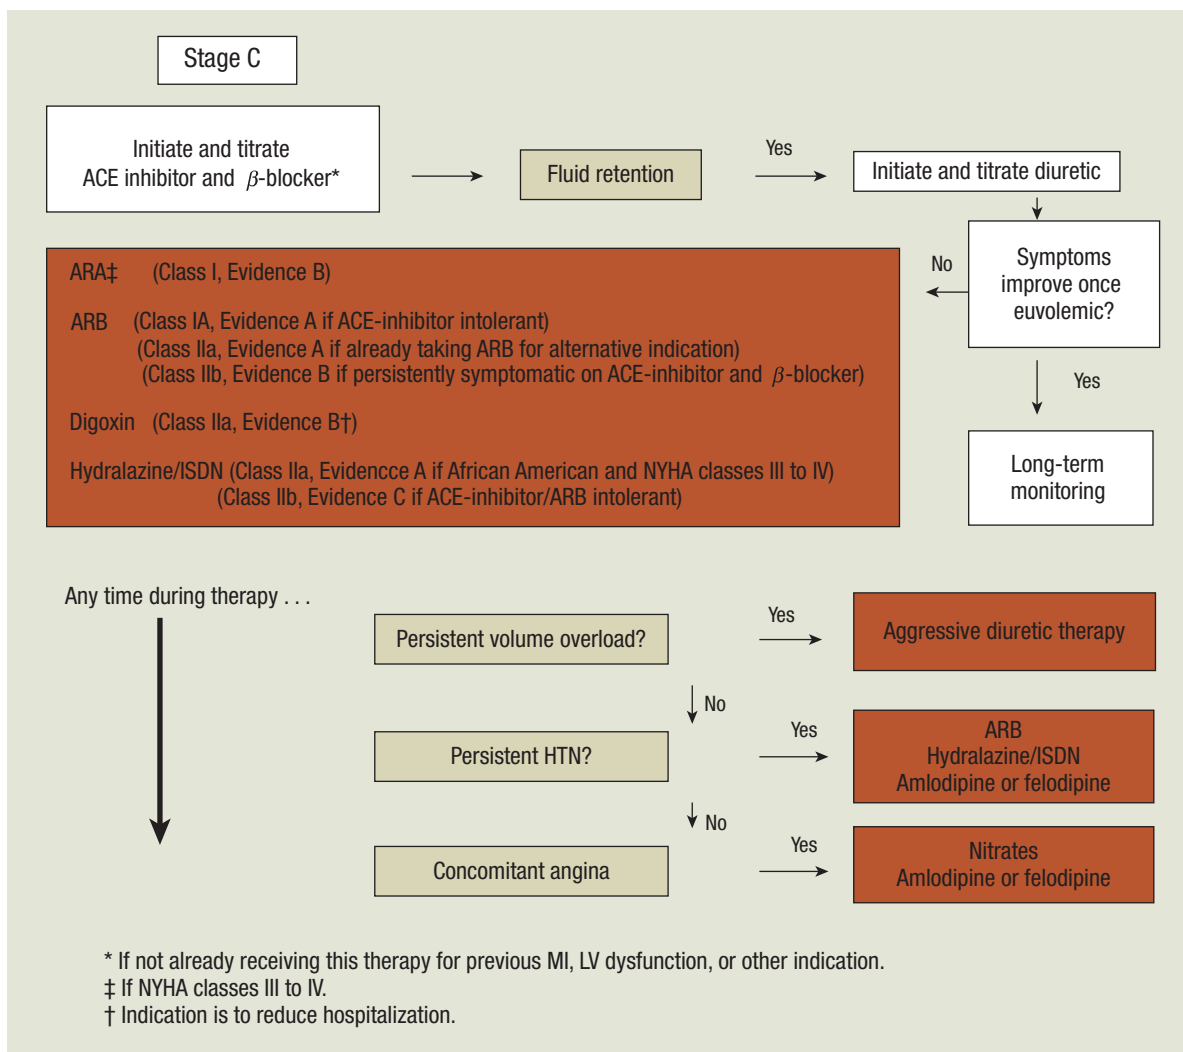 Stage C
Initiate and titrate
ACE inhibitor and β-blocker*
Fluid retention
Yes
Initiate and titrate diuretic
Symptoms
improve once
euvolemic?
No
Yes
Long-term
monitoring
ARA‡ (Class I, Evidence B)
ARB (Class IA, Evidence A if ACE-inhibitor intolerant)
(Class IIa, Evidence A if already taking ARB for alternative indication)
(Class IIb, Evidence B if persistently symptomatic on ACE-inhibitor and β-blocker)
Digoxin (Class IIa, Evidence B†)
Hydralazine/ISDN (Class IIa, Evidencce A if African American and NYHA classes III to IV)
(Class IIb, Evidence C if ACE-inhibitor/ARB intolerant)
Any time during therapy . . .
Persistent volume overload?
Yes
Aggressive diuretic therapy
No
Persistent HTN?
Yes
ARB
Hydralazine/ISDN
Amlodipine or felodipine
No
Concomitant angina
Yes
Nitrates
Amlodipine or felodipine
* If not already receiving this therapy for previous MI, LV dysfunction, or other indication.
‡ If NYHA classes III to IV.
† Indication is to reduce hospitalization.